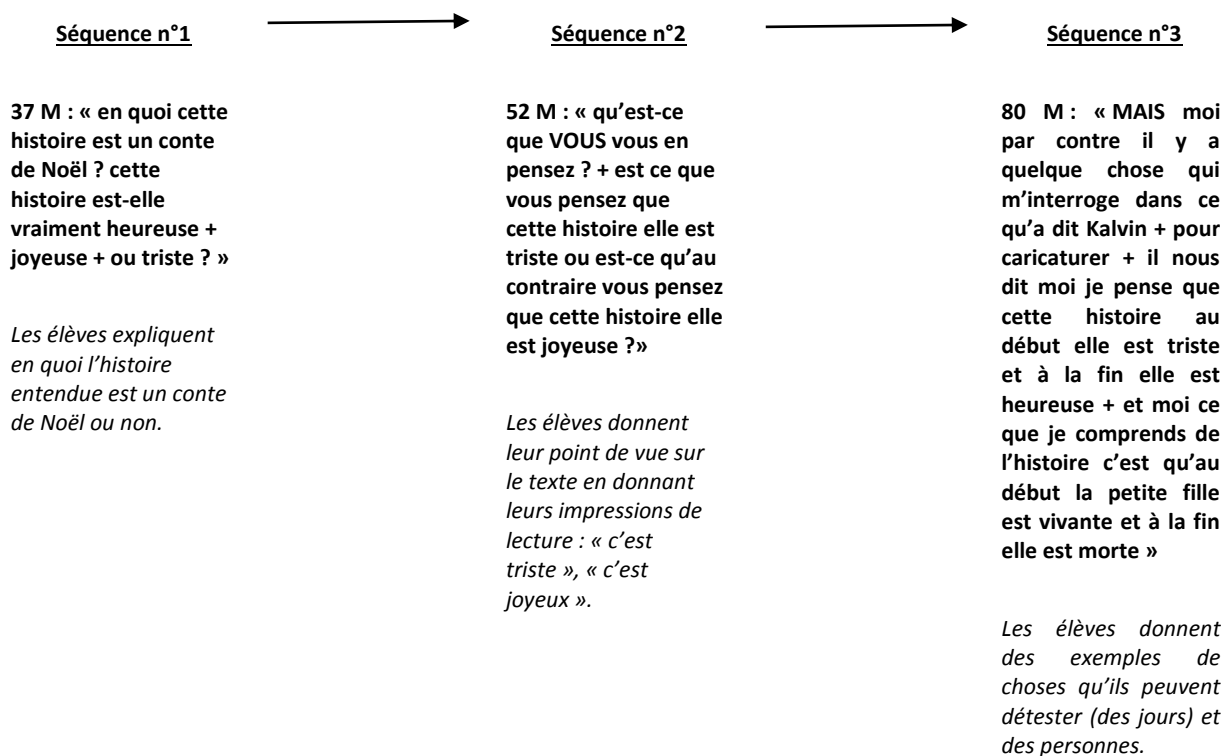 Séquence n°1
37 M : « en quoi cette
histoire est un conte
de Noël ? cette
histoire est-elle
vraiment heureuse +
joyeuse + ou triste ? »
Les élèves expliquent
en quoi l’histoire
entendue est un conte
de Noël ou non.
Séquence n°2
52 M : « qu’est-ce
que VOUS vous en
pensez ? + est ce que
vous pensez que
cette histoire elle est
triste ou est-ce qu’au
contraire vous pensez
que cette histoire elle
est joyeuse ?»
Les élèves donnent
leur point de vue sur
le texte en donnant
leurs impressions de
lecture : « c’est
triste », « c’est
joyeux ».
Séquence n°3
80 M : « MAIS moi
par contre il y a
quelque chose qui
m’interroge dans ce
qu’a dit Kalvin + pour
caricaturer + il nous
dit moi je pense que
cette histoire au
début elle est triste
et à la fin elle est
heureuse + et moi ce
que je comprends de
l’histoire c’est qu’au
début la petite fille
est vivante et à la fin
elle est morte »
Les élèves donnent
des exemples de
choses qu’ils peuvent
détester (des jours) et
des personnes.